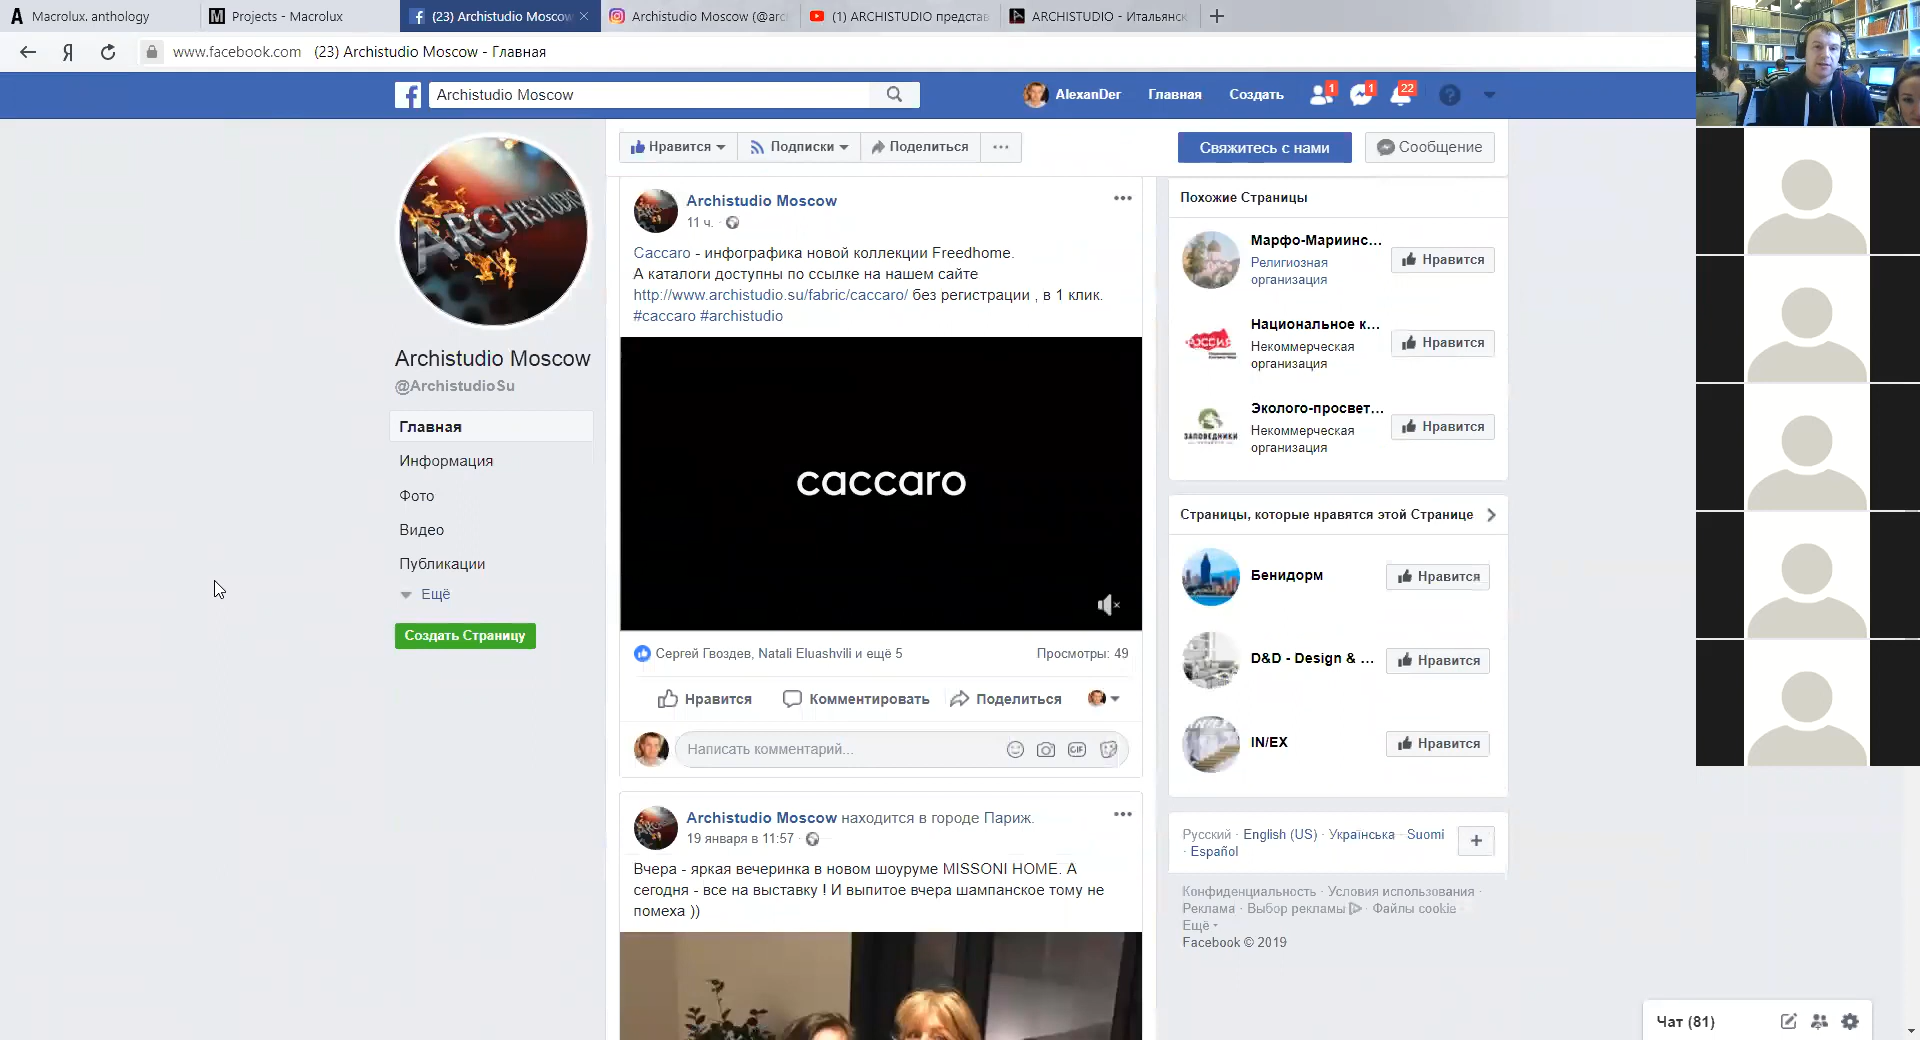 Macrolux. anthology
Projects - Macrolux
(23) Archistudio Moscow
Archistudio Moscow (@arc
(1) ARCHISTUDIO представ
ARCHISTUDIO - Итальянск
www.facebook.com (23) Archistudio Moscow - Главная
Archistudio Moscow
AlexanDer Главная Создать 1 1 22
Нравится Подписки Поделиться
Свяжитесь с нами Сообщение
ARCHISTUDIO
Archistudio Moscow
@ArchistudioSu
Главная
Информация
Фото
Видео
Публикации
Ещё
Создать Страницу
Archistudio Moscow
11 ч.
Caccaro - инфографика новой коллекции Freedhome.
А каталоги доступны по ссылке на нашем сайте
http://www.archistudio.su/fabric/caccaro/ без регистрации , в 1 клик.
#caccaro #archistudio
caccaro
Сергей Гвоздев, Natali Eluashvili и ещё 5
Просмотры: 49
Нравится Комментировать Поделиться
Написать комментарий...
GIF
Archistudio Moscow находится в городе Париж.
19 января в 11:57
Вчера - яркая вечеринка в новом шоуруме MISSONI HOME. А
сегодня - все на выставку ! И выпитое вчера шампанское тому не
помеха ))
Похожие Страницы
Марфо-Мариинс...
Религиозная
организация
Нравится
РОССИЯ
Национальное к...
Некоммерческая
организация
Нравится
ЗАПОВЕДНИКИ
Эколого-просвет...
Некоммерческая
организация
Нравится
Страницы, которые нравятся этой Странице
Бенидорм
Нравится
D&D - Design & ...
Нравится
IN/EX
Нравится
Русский · English (US) · Українська · Suomi
· Español
Конфиденциальность · Условия использования ·
Реклама · Выбор рекламы · Файлы cookie ·
Ещё
Facebook © 2019
Чат (81)